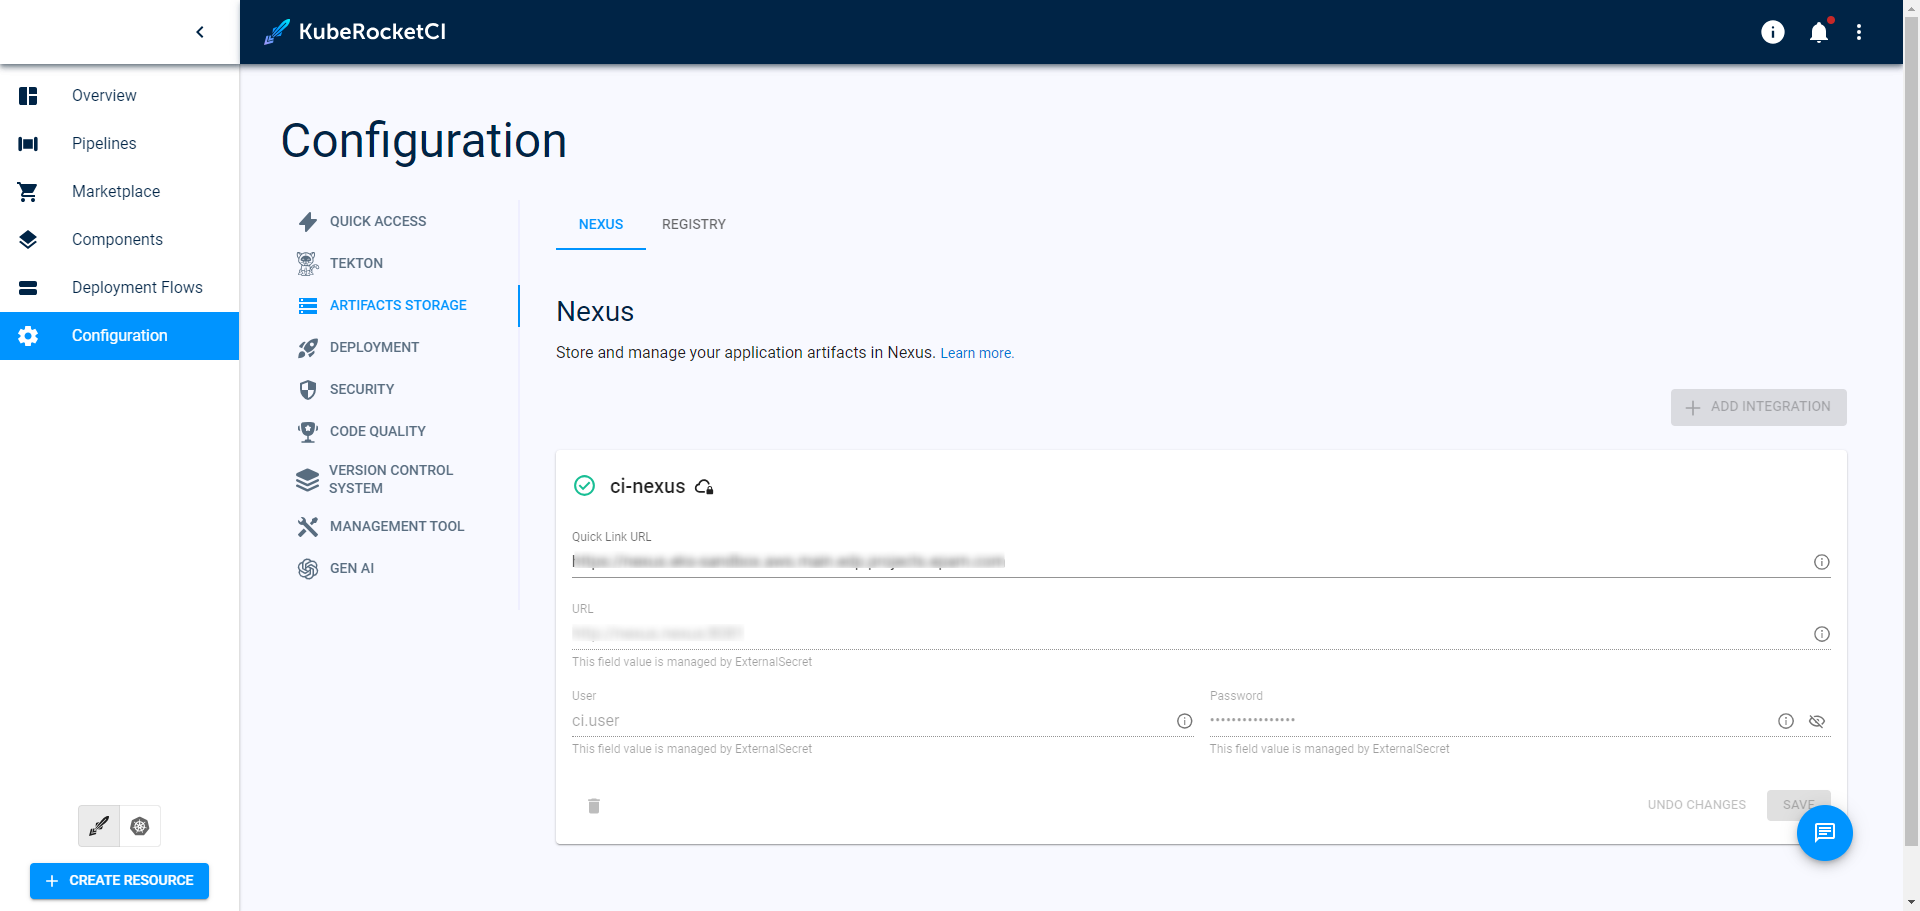 KubeRocketCI
Overview
Pipelines
Marketplace
Components
Deployment Flows
Configuration
CREATE RESOURCE
Configuration
QUICK ACCESS
TEKTON
ARTIFACTS STORAGE
DEPLOYMENT
SECURITY
CODE QUALITY
VERSION CONTROL
SYSTEM
MANAGEMENT TOOL
GEN AI
NEXUS REGISTRY
Nexus
Store and manage your application artifacts in Nexus. Learn more.
ADD INTEGRATION
ci-nexus
Quick Link URL
URL
This field value is managed by ExternalSecret
User
ci.user
This field value is managed by ExternalSecret
Password
••••••••••••••••
This field value is managed by ExternalSecret
UNDO CHANGES
SAVE